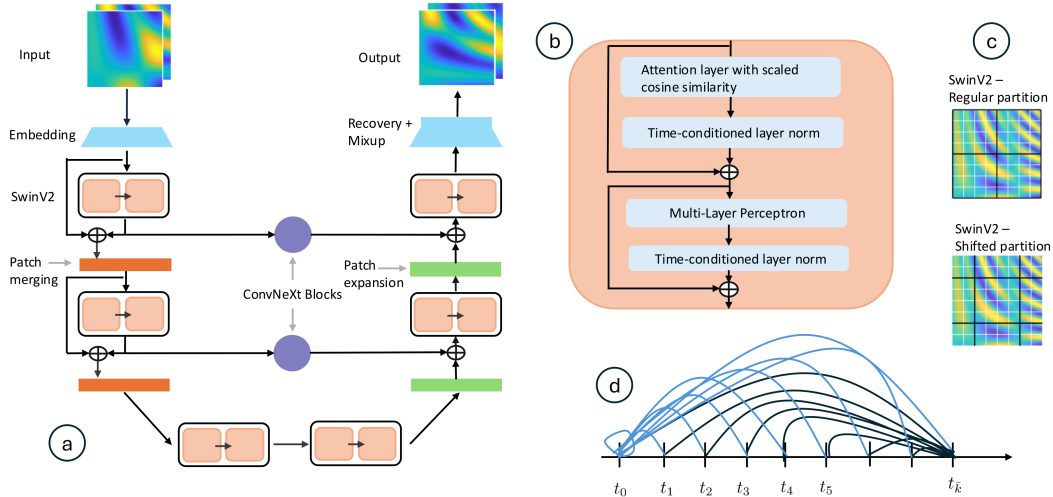 Input
Output
Embedding
Recovery +
Mixup
SwinV2
Patch
merging
ConvNeXt Blocks
Patch
expansion
a
b
Attention layer with scaled
cosine similarity
Time-conditioned layer norm
Multi-Layer Perceptron
Time-conditioned layer norm
c
SwinV2 –
Regular partition
SwinV2 –
Shifted partition
d
t₀ t₁ t₂ t₃ t₄ t₅ t_k̄